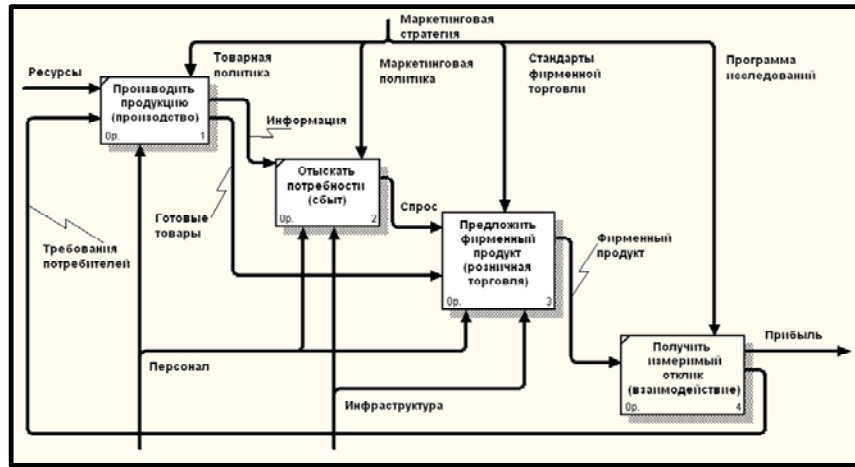 Маркетинговая
стратегия
Ресурсы
Товарная
политика
Маркетинговая
политика
Стандарты
фирменной
торговли
Программа
исследований
Производить
продукцию
(произодство)
0р. 1
Информация
Отыскать
потребности
(сбыт)
0р. 2
Спрос
Готовые
товары
Требования
потребителей
Предложить
фирменный
продукт
(розничная
торговля)
0р. 3
Фирменный
продукт
Получить
измеримый
отклик
(взаимодействие)
0р. 4
Прибыль
Персонал
Инфраструктура